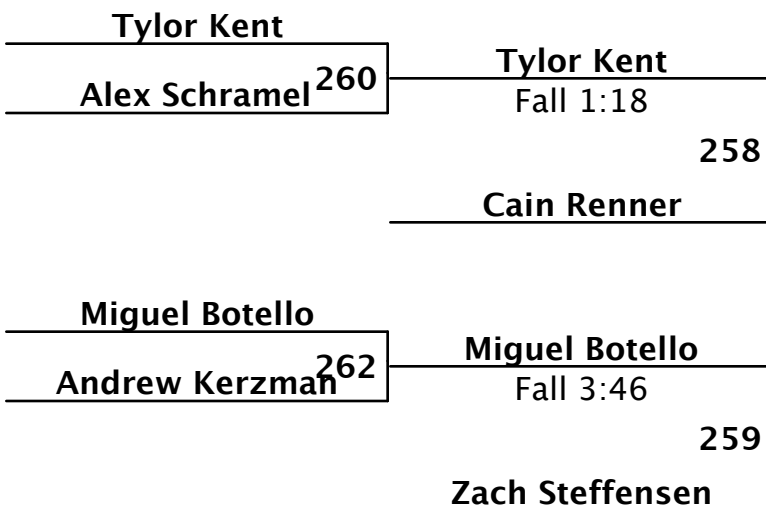 Tylor Kent
Alex Schramel
260
Tylor Kent
Fall 1:18
258
Cain Renner
Miguel Botello
Andrew Kerzman
262
Miguel Botello
Fall 3:46
259
Zach Steffensen